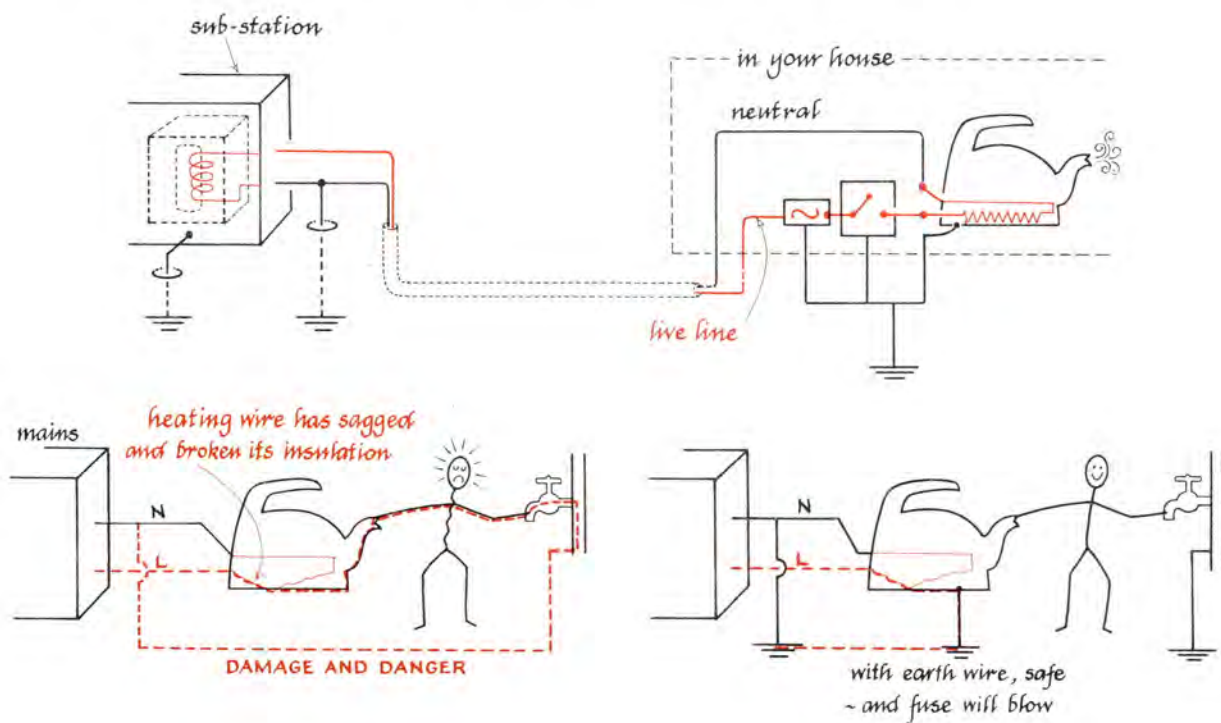 sub-station
in your house
neutral
live line
heating wire has sagged
and broken its insulation
mains
N
L
DAMAGE AND DANGER
N
L
with earth wire, safe
~ and fuse will blow